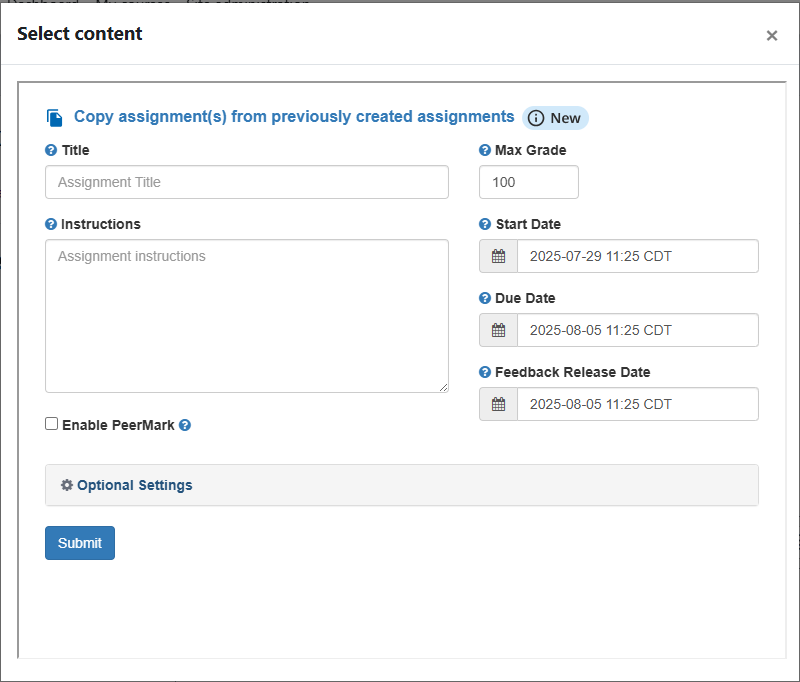 Select content
×
Copy assignment(s) from previously created assignments New
Title
Assignment Title
Max Grade
100
Instructions
Assignment instructions
Start Date
2025-07-29 11:25 CDT
Due Date
2025-08-05 11:25 CDT
Feedback Release Date
2025-08-05 11:25 CDT
Enable PeerMark
Optional Settings
Submit